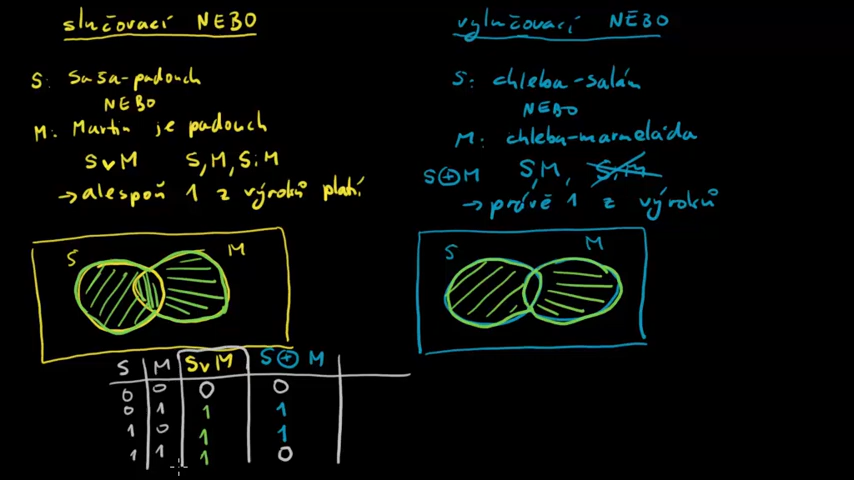 slučovací NEBO
S: Saša-padouch
NEBO
M: Martin je padouch
S∨M S, M, S i M
→ alespoň 1 z výroků platí
S M
vylučovací NEBO
S: chleba-salám
NEBO
M: chleba-marmeláda
S⊕M S, M, S, M
→ právě 1 z výroků
S M
S M S∨M S⊕M
0 0 0 0
0 1 1 1
1 0 1 1
1 1 1 0